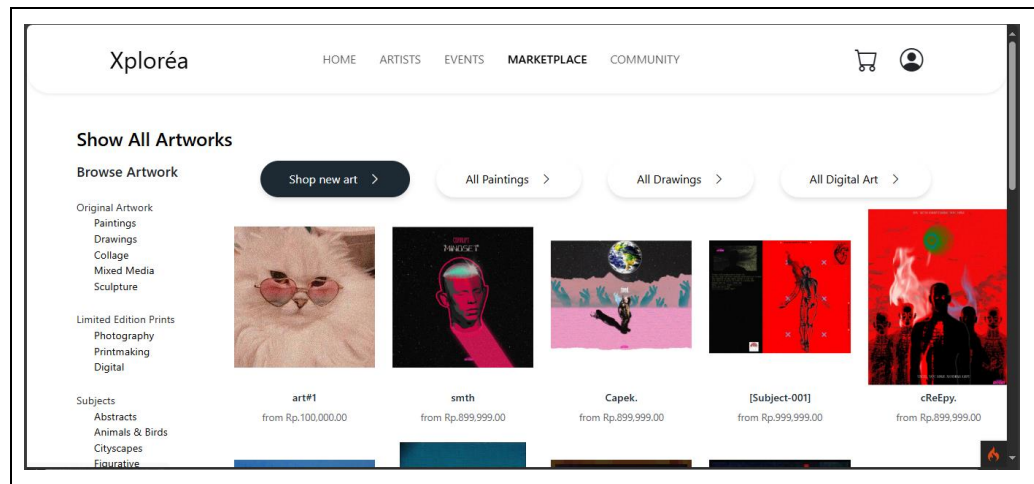 Xploréa
HOME ARTISTS EVENTS MARKETPLACE COMMUNITY
Show All Artworks
Browse Artwork
Shop new art All Paintings All Drawings All Digital Art
Original Artwork
Paintings
Drawings
Collage
Mixed Media
Sculpture
Limited Edition Prints
Photography
Printmaking
Digital
Subjects
Abstracts
Animals & Birds
Cityscapes
Figurative
MINDSET
art#1 smth Capek. [Subject-001] cReEpy.
from Rp.100,000.00 from Rp.899,999.00 from Rp.899,999.00 from Rp.999,999.00 from Rp.899,999.00